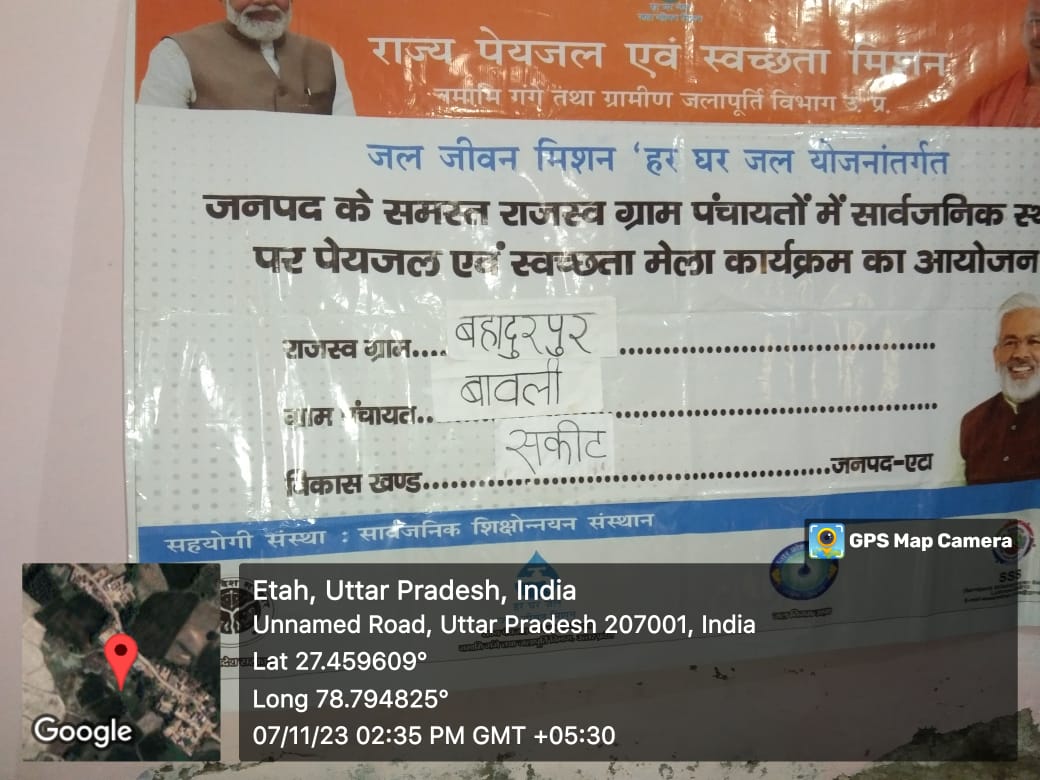 राज्य पेयजल एवं स्वच्छता मिशन
नमामि गंगे तथा ग्रामीण जलापूर्ति विभाग उ. प्र.
जल जीवन मिशन 'हर घर जल योजनांतर्गत
जनपद के समस्त राजस्व ग्राम पंचायतों में सार्वजनिक
पर पेयजल एवं स्वच्छता मेला कार्यक्रम का आयोजन
राजस्व ग्राम.... बहादुरपुर ....................
ग्राम पंचायत.. बावली ....................
विकास खण्ड.... सकीट ....................जनपद-एटा
सहयोगी संस्था : सार्वजनिक शिक्षोन्नयन संस्थान
GPS Map Camera
SSS
Etah, Uttar Pradesh, India
Unnamed Road, Uttar Pradesh 207001, India
Lat 27.459609°
Long 78.794825°
07/11/23 02:35 PM GMT +05:30
Google